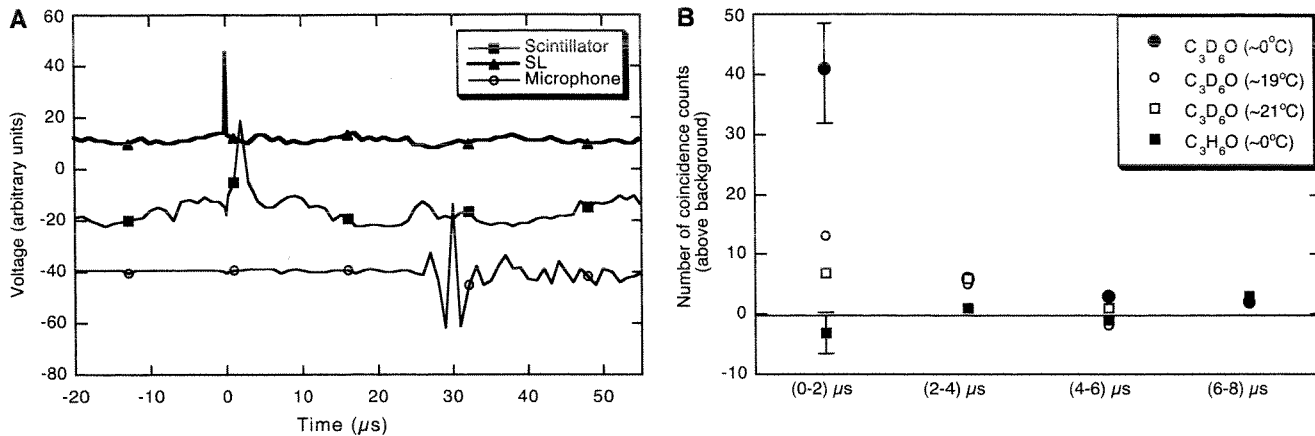 A
Voltage (arbitrary units)
60
40
20
0
-20
-40
-60
-80
-20
-10
0
10
20
30
40
50
Time (µs)
Scintillator
SL
Microphone
B
Number of coincidence counts
(above background)
50
40
30
20
10
0
-10
(0-2) µs
(2-4) µs
(4-6) µs
(6-8) µs
C3D6O (~0°C)
C3D6O (~19°C)
C3D6O (~21°C)
C3H6O (~0°C)